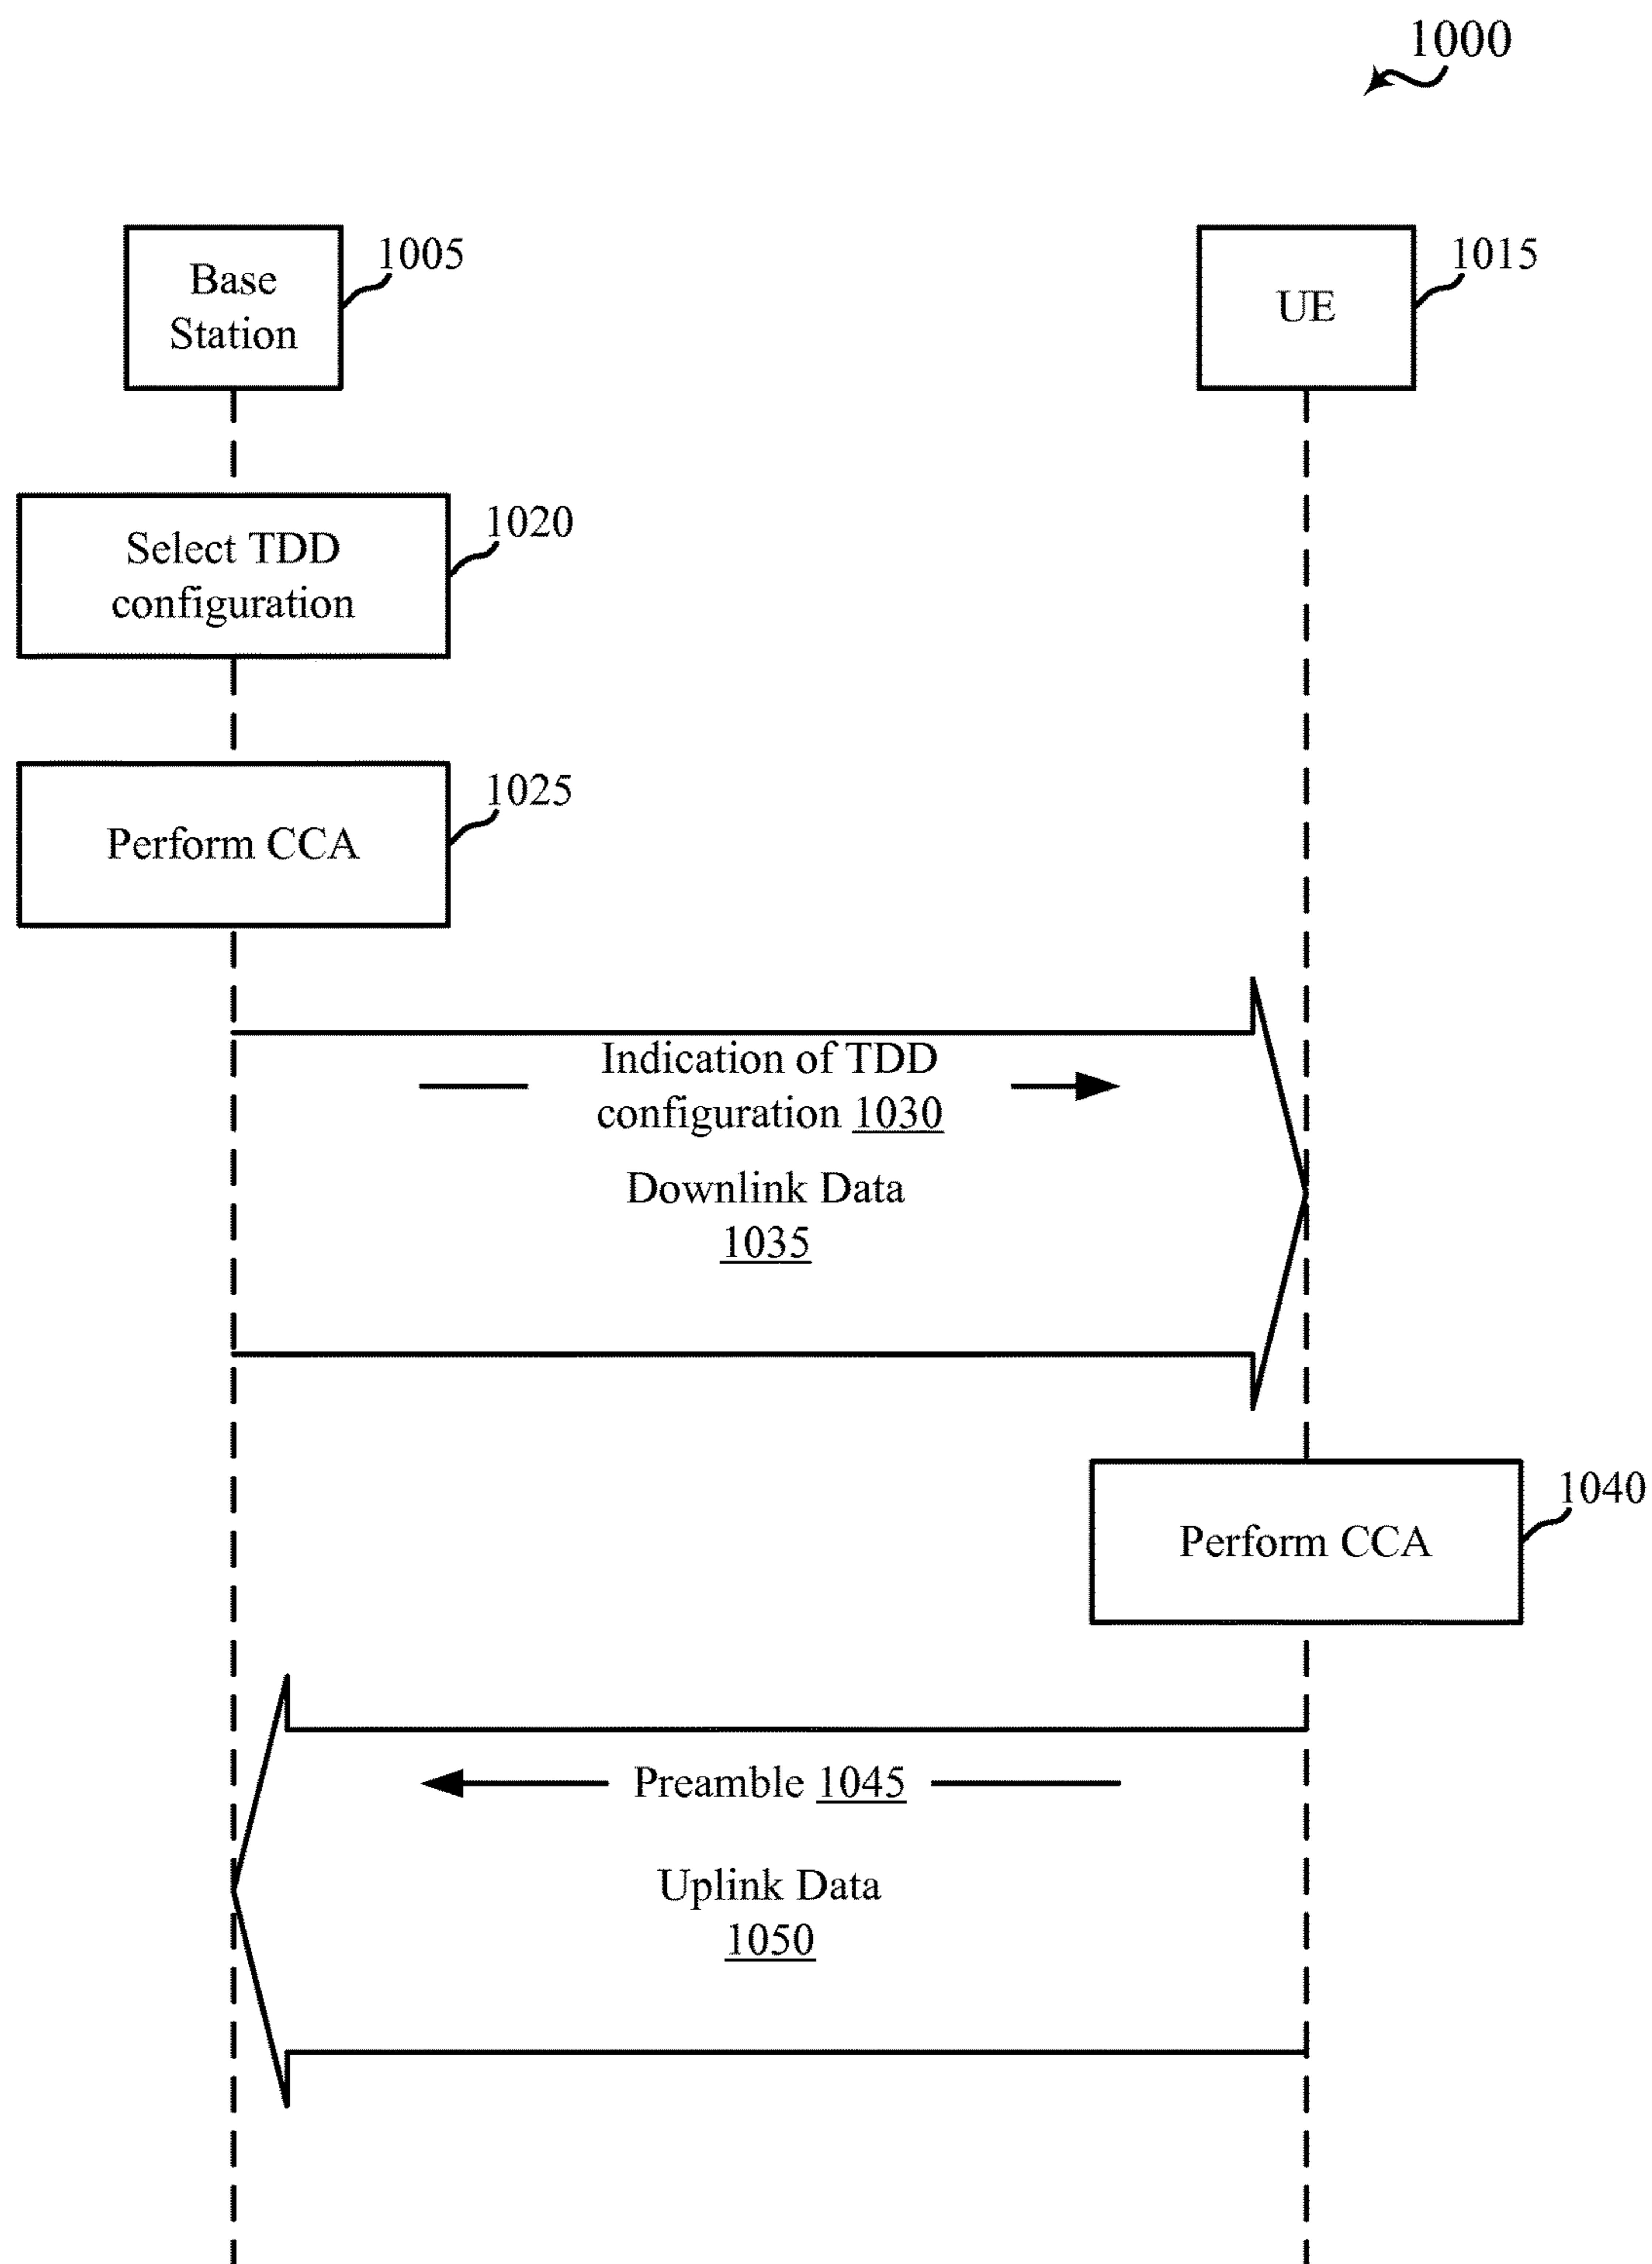 1000
Base
Station
1005
UE
1015
Select TDD
configuration
1020
Perform CCA
1025
Indication of TDD
configuration 1030
Downlink Data
1035
Perform CCA
1040
Preamble 1045
Uplink Data
1050